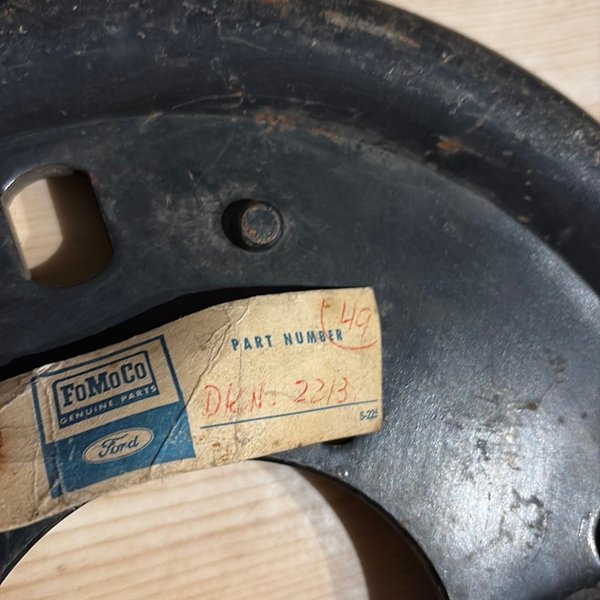 49
PART NUMBER
FoMoCo
GENUINE PARTS
DKN- 2213
Ford